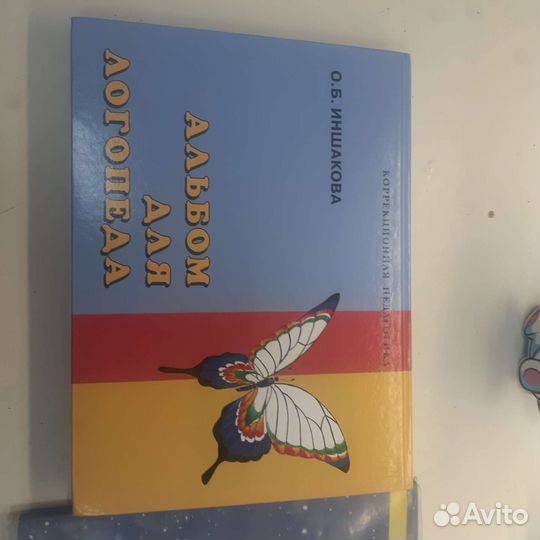 КОРРЕКЦИОННАЯ ПЕДАГОГИКА
О.Б. ИНШАКОВА
АЛЬБОМ
ДЛЯ
ЛОГОПЕДА
Avito